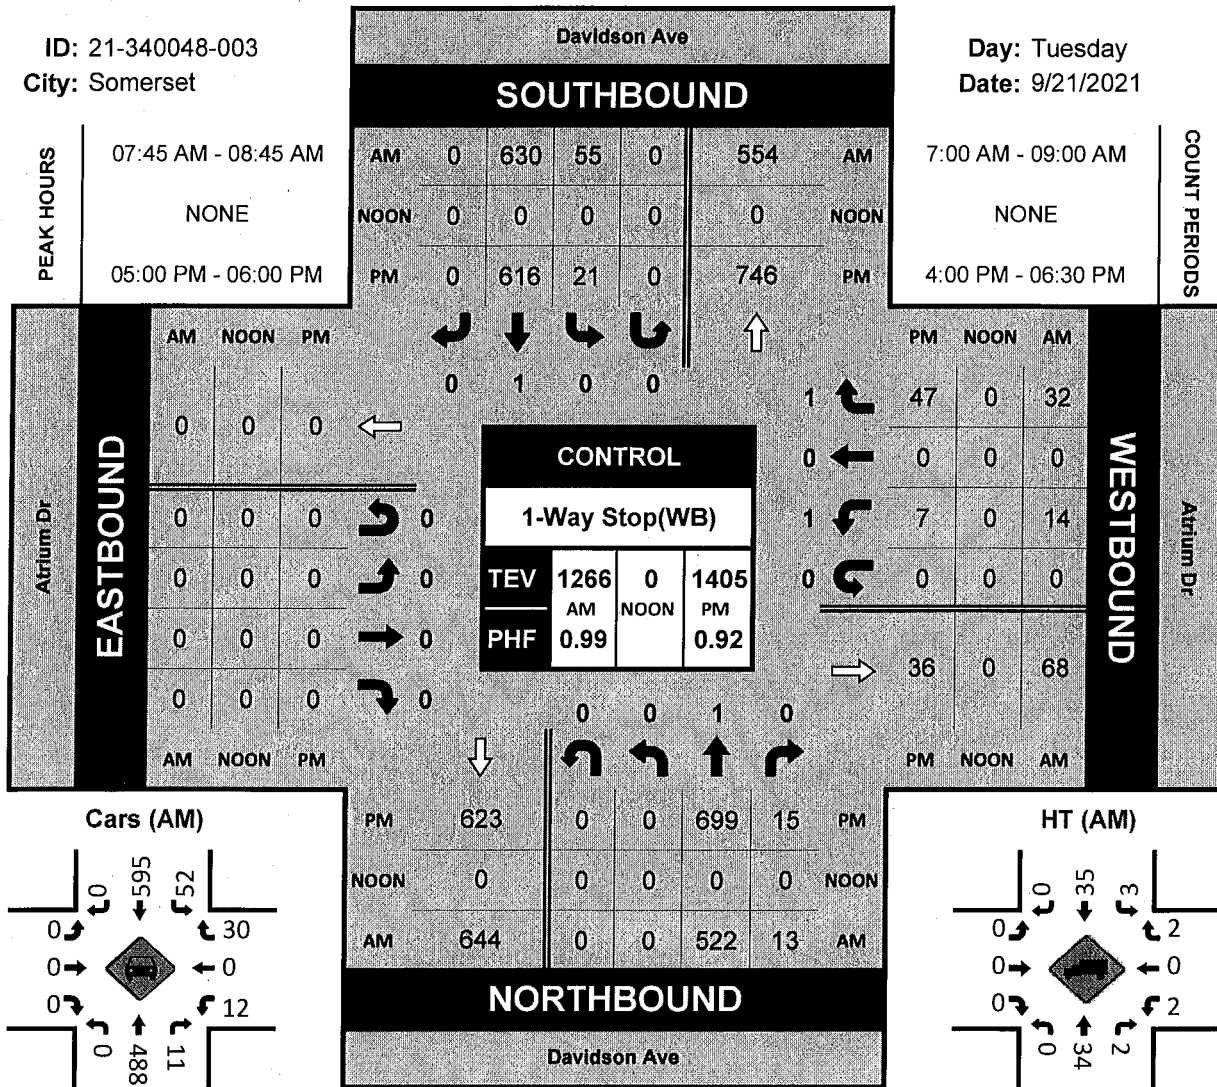 Davidson Ave
ID: 21-340048-003
City: Somerset
Day: Tuesday
Date: 9/21/2021
SOUTHBOUND
PEAK HOURS
07:45 AM - 08:45 AM
NONE
05:00 PM - 06:00 PM
AM 0 630 55 0 554 AM
NOON 0 0 0 0 0 NOON
PM 0 616 21 0 746 PM
7:00 AM - 09:00 AM
NONE
4:00 PM - 06:30 PM
COUNT PERIODS
0 1 0 0
Atrium Dr
EASTBOUND
AM NOON PM
0 0 0
0 0 0 0
0 0 0 0
0 0 0 0
0 0 0 0
AM NOON PM
CONTROL
1-Way Stop(WB)
TEV 1266 0 1405
AM NOON PM
PHF 0.99 0.92
PM NOON AM
1 47 0 32
0 0 0 0
1 7 0 14
0 0 0 0
36 0 68
PM NOON AM
WESTBOUND
Atrium Dr
0 0 1 0
PM 623 0 0 699 15 PM
NOON 0 0 0 0 0 NOON
AM 644 0 0 522 13 AM
NORTHBOUND
Davidson Ave
Cars (AM)
0 595 52
0 30
0 0
0 12
0 488 11
HT (AM)
0 35 3
0 2
0 0
0 2
0 34 2